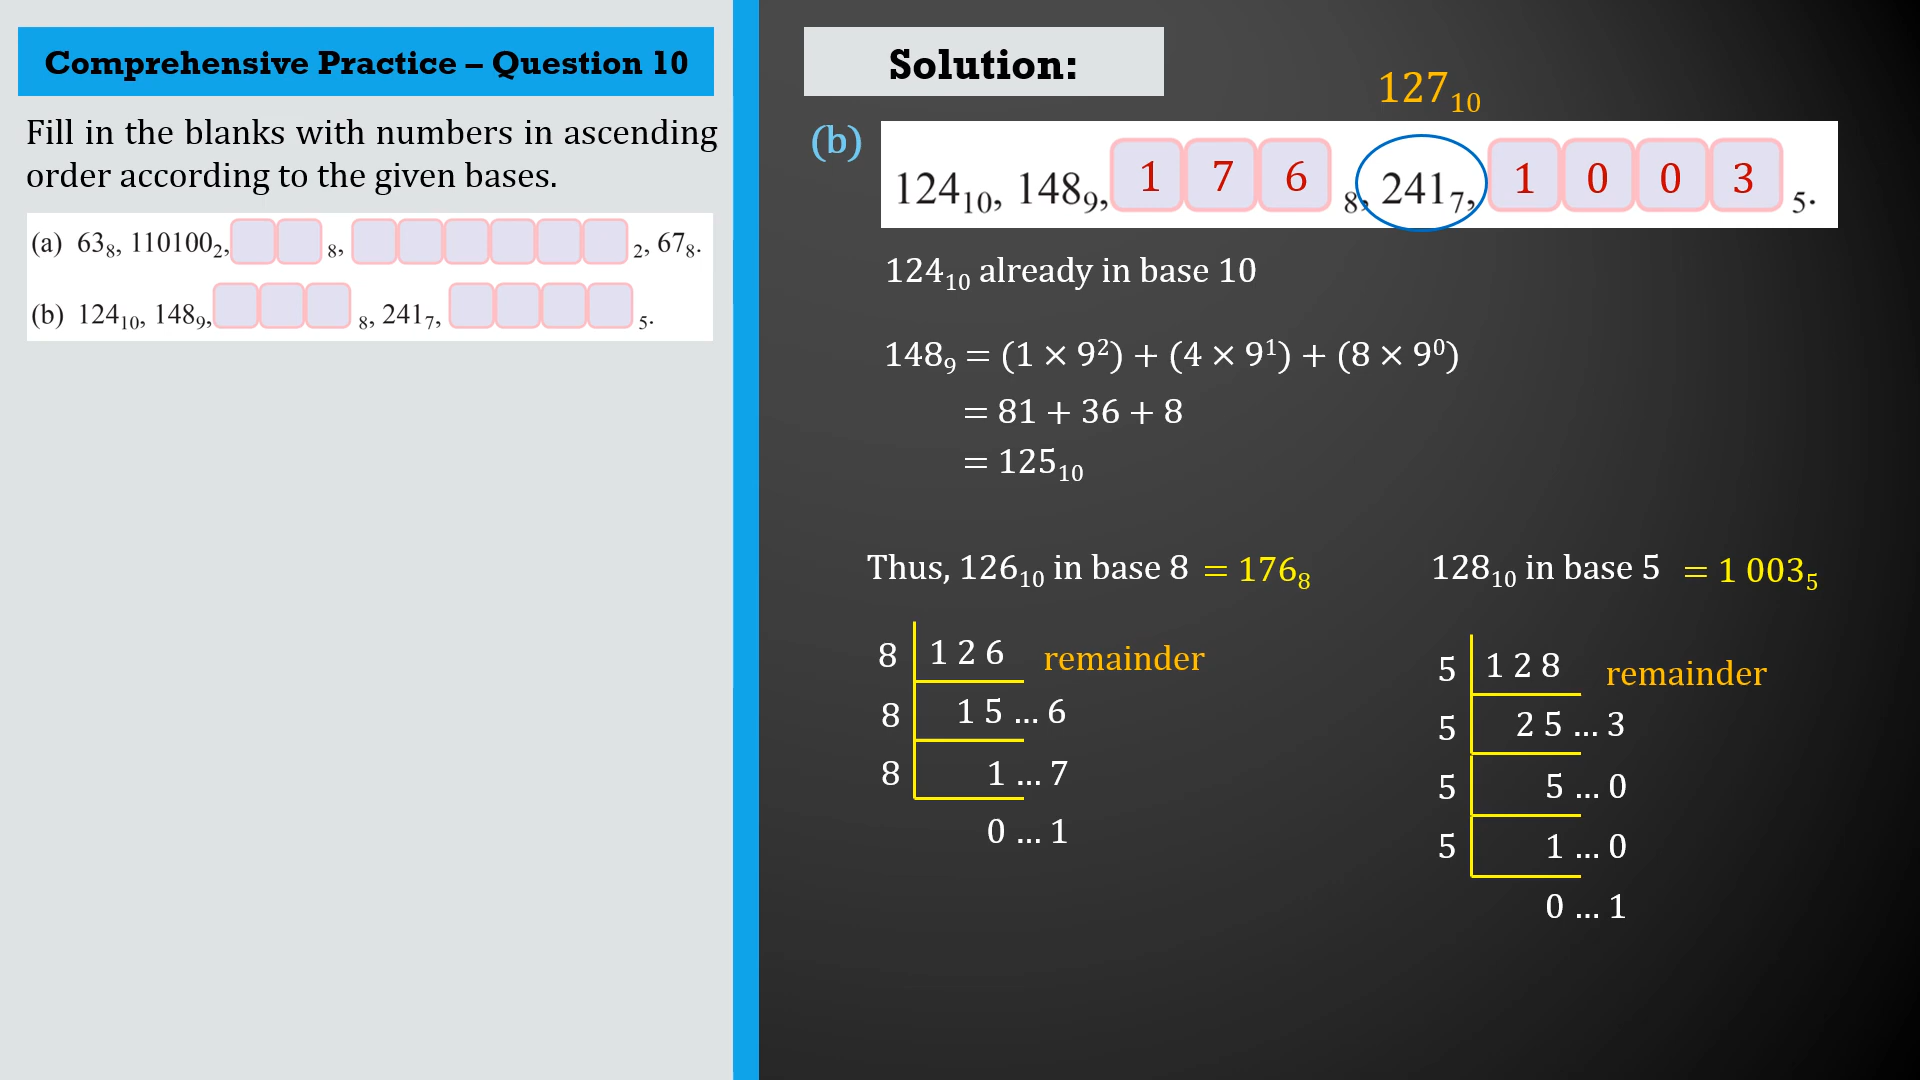 Comprehensive Practice – Question 10
Fill in the blanks with numbers in ascending
order according to the given bases.
(a) 63₈, 110100₂, ₈, ₂, 67₈.
(b) 124₁₀, 148₉, ₈, 241₇, ₅.
Solution:
127₁₀
(b)
124₁₀, 148₉, 1 7 6 ₈, 241₇, 1 0 0 3 ₅.
124₁₀ already in base 10
148₉ = (1 × 9²) + (4 × 9¹) + (8 × 9⁰)
= 81 + 36 + 8
= 125₁₀
Thus, 126₁₀ in base 8 = 176₈
8 1 2 6 remainder
8 1 5 ... 6
8 1 ... 7
0 ... 1
128₁₀ in base 5 = 1 003₅
5 1 2 8 remainder
5 2 5 ... 3
5 5 ... 0
5 1 ... 0
0 ... 1